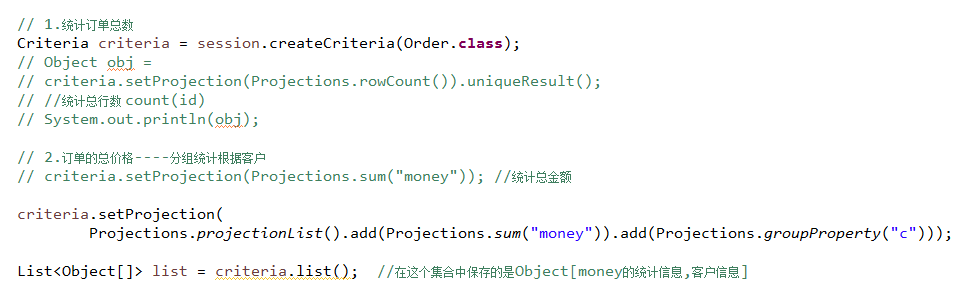 // 1.统计订单总数
Criteria criteria = session.createCriteria(Order.class);
// Object obj =
// criteria.setProjection(Projections.rowCount()).uniqueResult();
// //统计总行数 count(id)
// System.out.println(obj);
// 2.订单的总价格----分组统计根据客户
// criteria.setProjection(Projections.sum("money")); //统计总金额
criteria.setProjection(
Projections.projectionList().add(Projections.sum("money")).add(Projections.groupProperty("c")));
List<Object[]> list = criteria.list(); //在这个集合中保存的是Object[money的统计信息,客户信息]